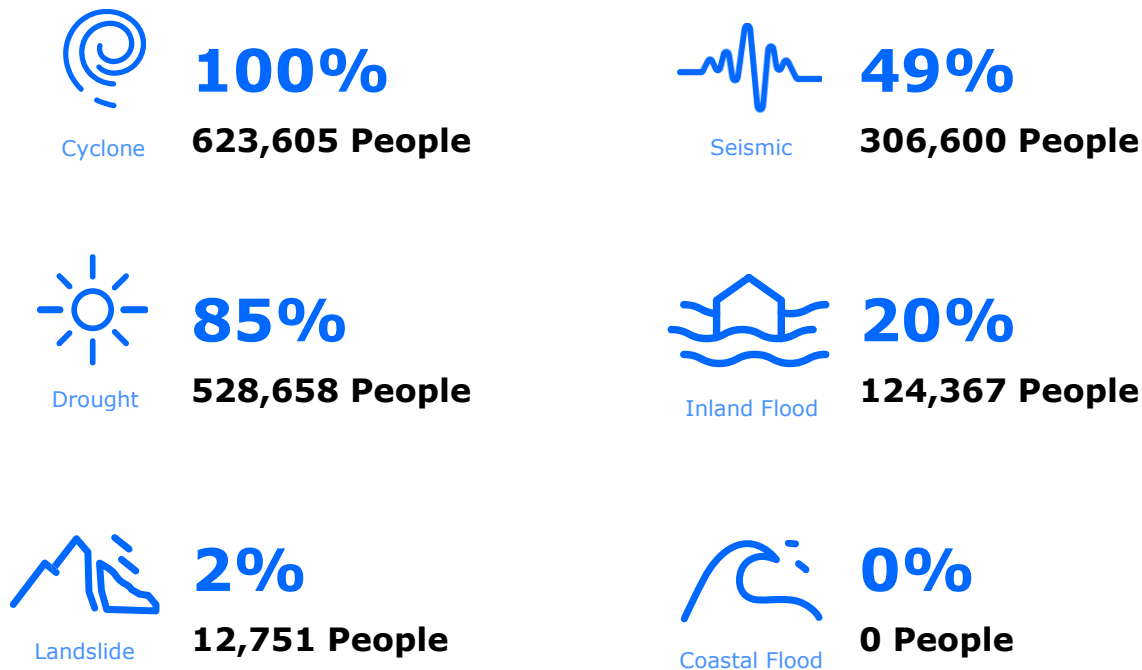 100%
623,605 People
Cyclone
49%
306,600 People
Seismic
85%
528,658 People
Drought
20%
124,367 People
Inland Flood
2%
12,751 People
Landslide
0%
0 People
Coastal Flood